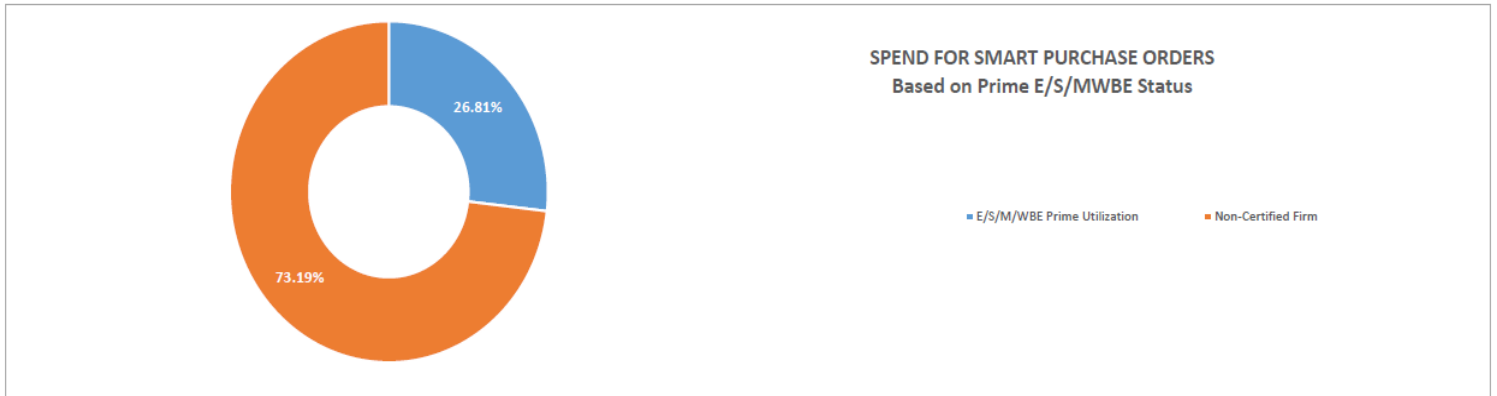 26.81%
73.19%
SPEND FOR SMART PURCHASE ORDERS
Based on Prime E/S/MWBE Status
E/S/M/WBE Prime Utilization
Non-Certified Firm